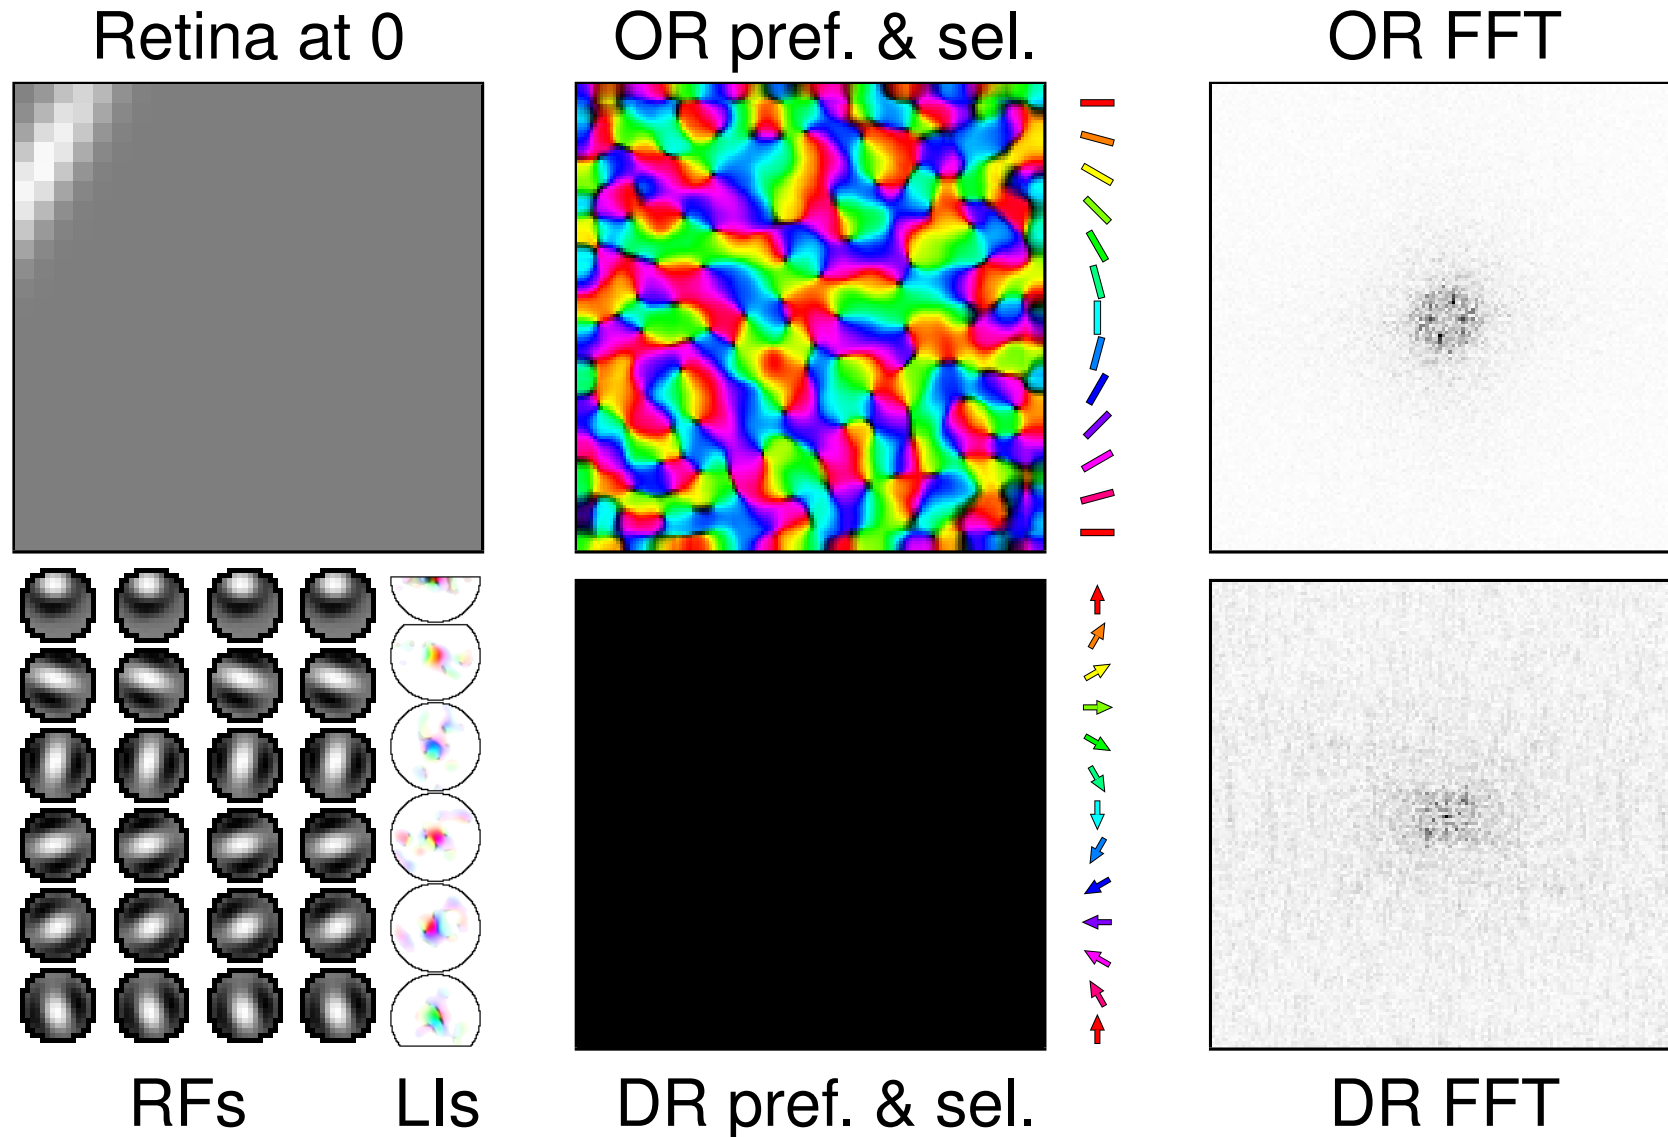 Retina at 0
OR pref. & sel.
OR FFT
RFs
LIs
DR pref. & sel.
DR FFT